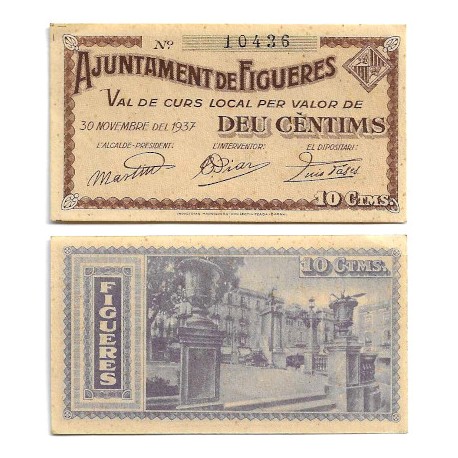 Nº 10436
AJUNTAMENT DE FIGUERES
VAL DE CURS LOCAL PER VALOR DE
30 NOVEMBRE DEL 1937 DEU CÈNTIMS
L'ALCALDE-PRESIDENT: L'INTERVENTOR: EL DIPOSITARI:
10 CTMS.
10 CTMS.
FIGUERES